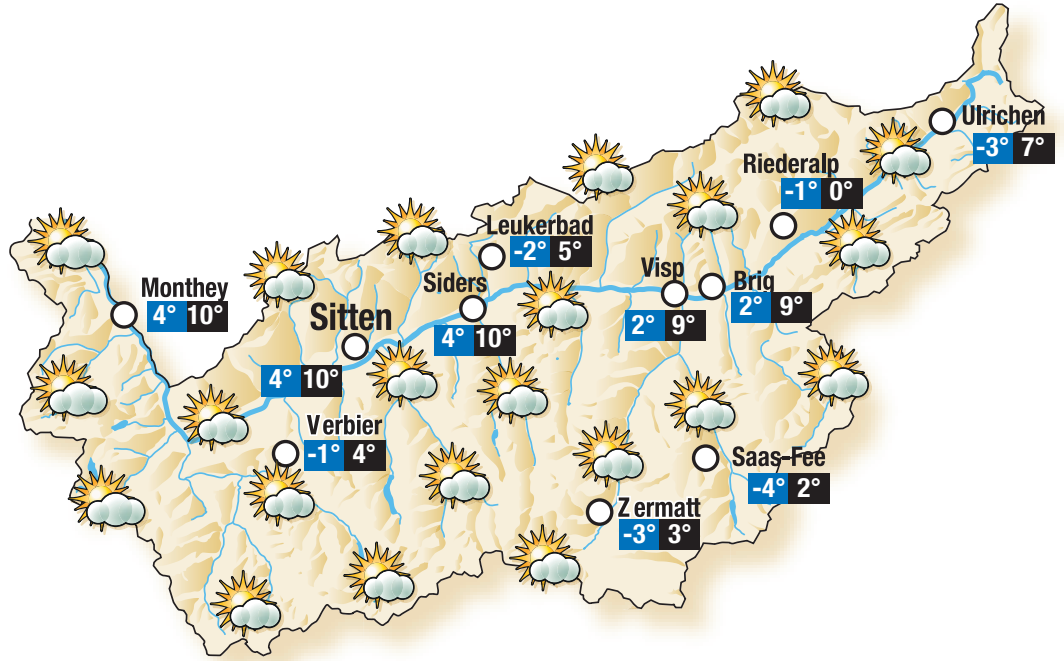 Ulrichen
-3° 7°
Riederalp
-1° 0°
Leukerbad
-2° 5°
Visp
2° 9°
Brig
2° 9°
Siders
4° 10°
Monthey
4° 10°
Sitten
4° 10°
Verbier
-1° 4°
Saas-Fee
-4° 2°
Zermatt
-3° 3°